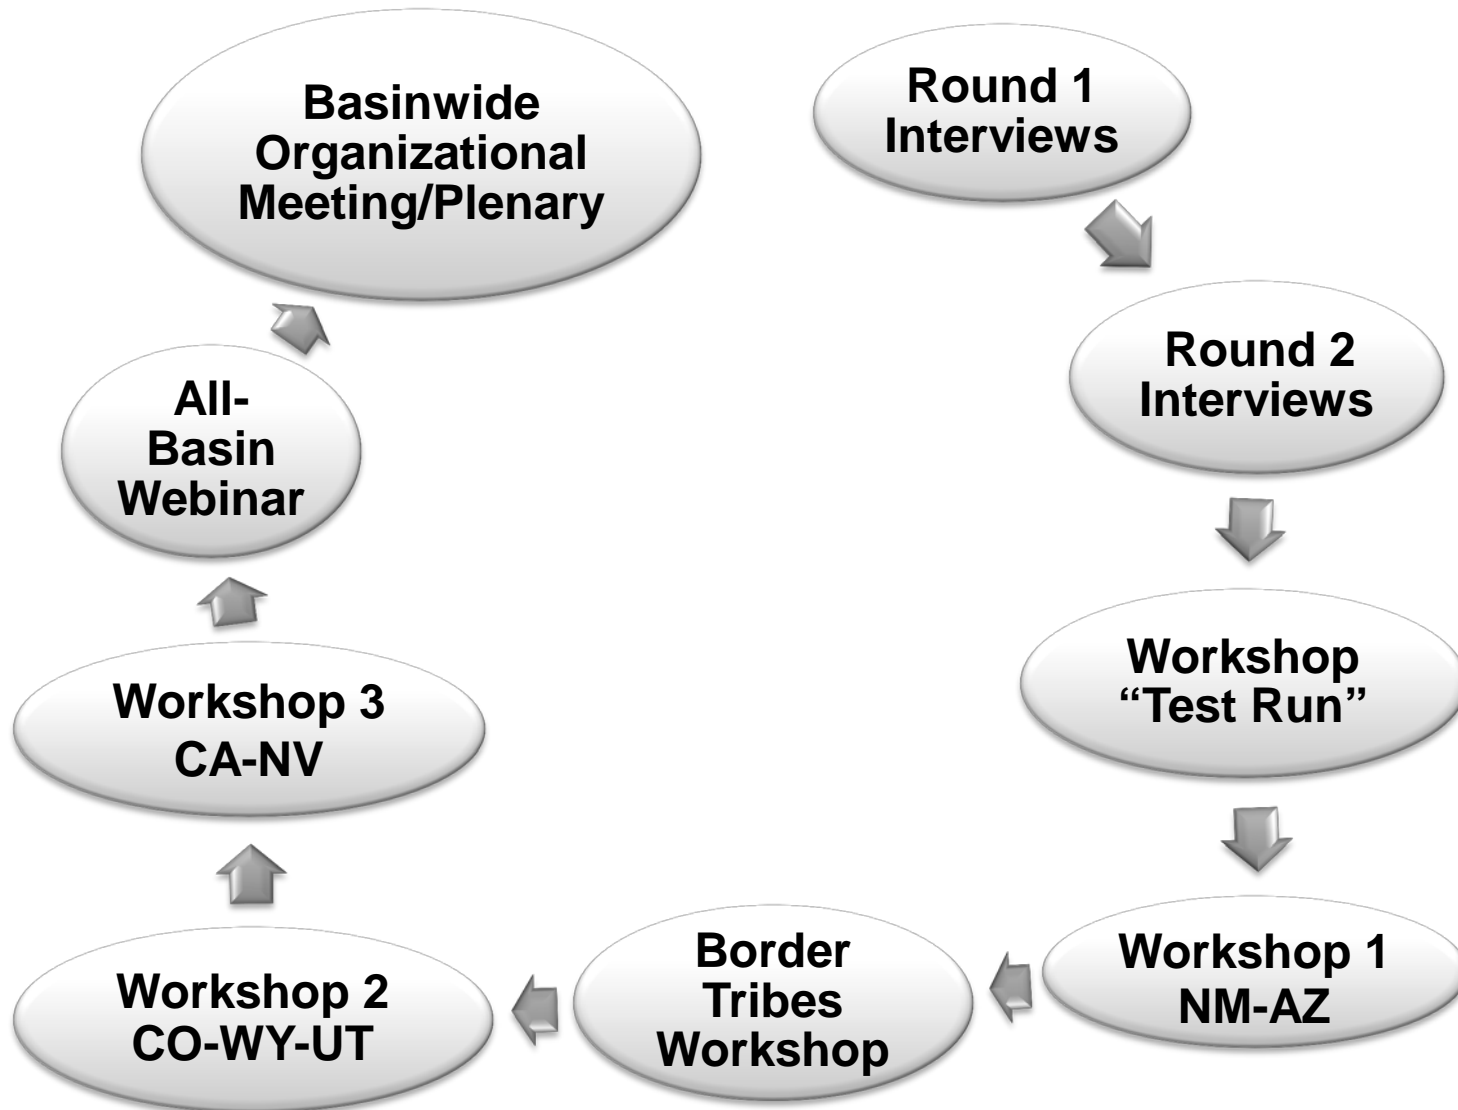 Basinwide
Organizational
Meeting/Plenary
Round 1
Interviews
Round 2
Interviews
Workshop
“Test Run”
Workshop 1
NM-AZ
Border
Tribes
Workshop
Workshop 2
CO-WY-UT
Workshop 3
CA-NV
All-
Basin
Webinar